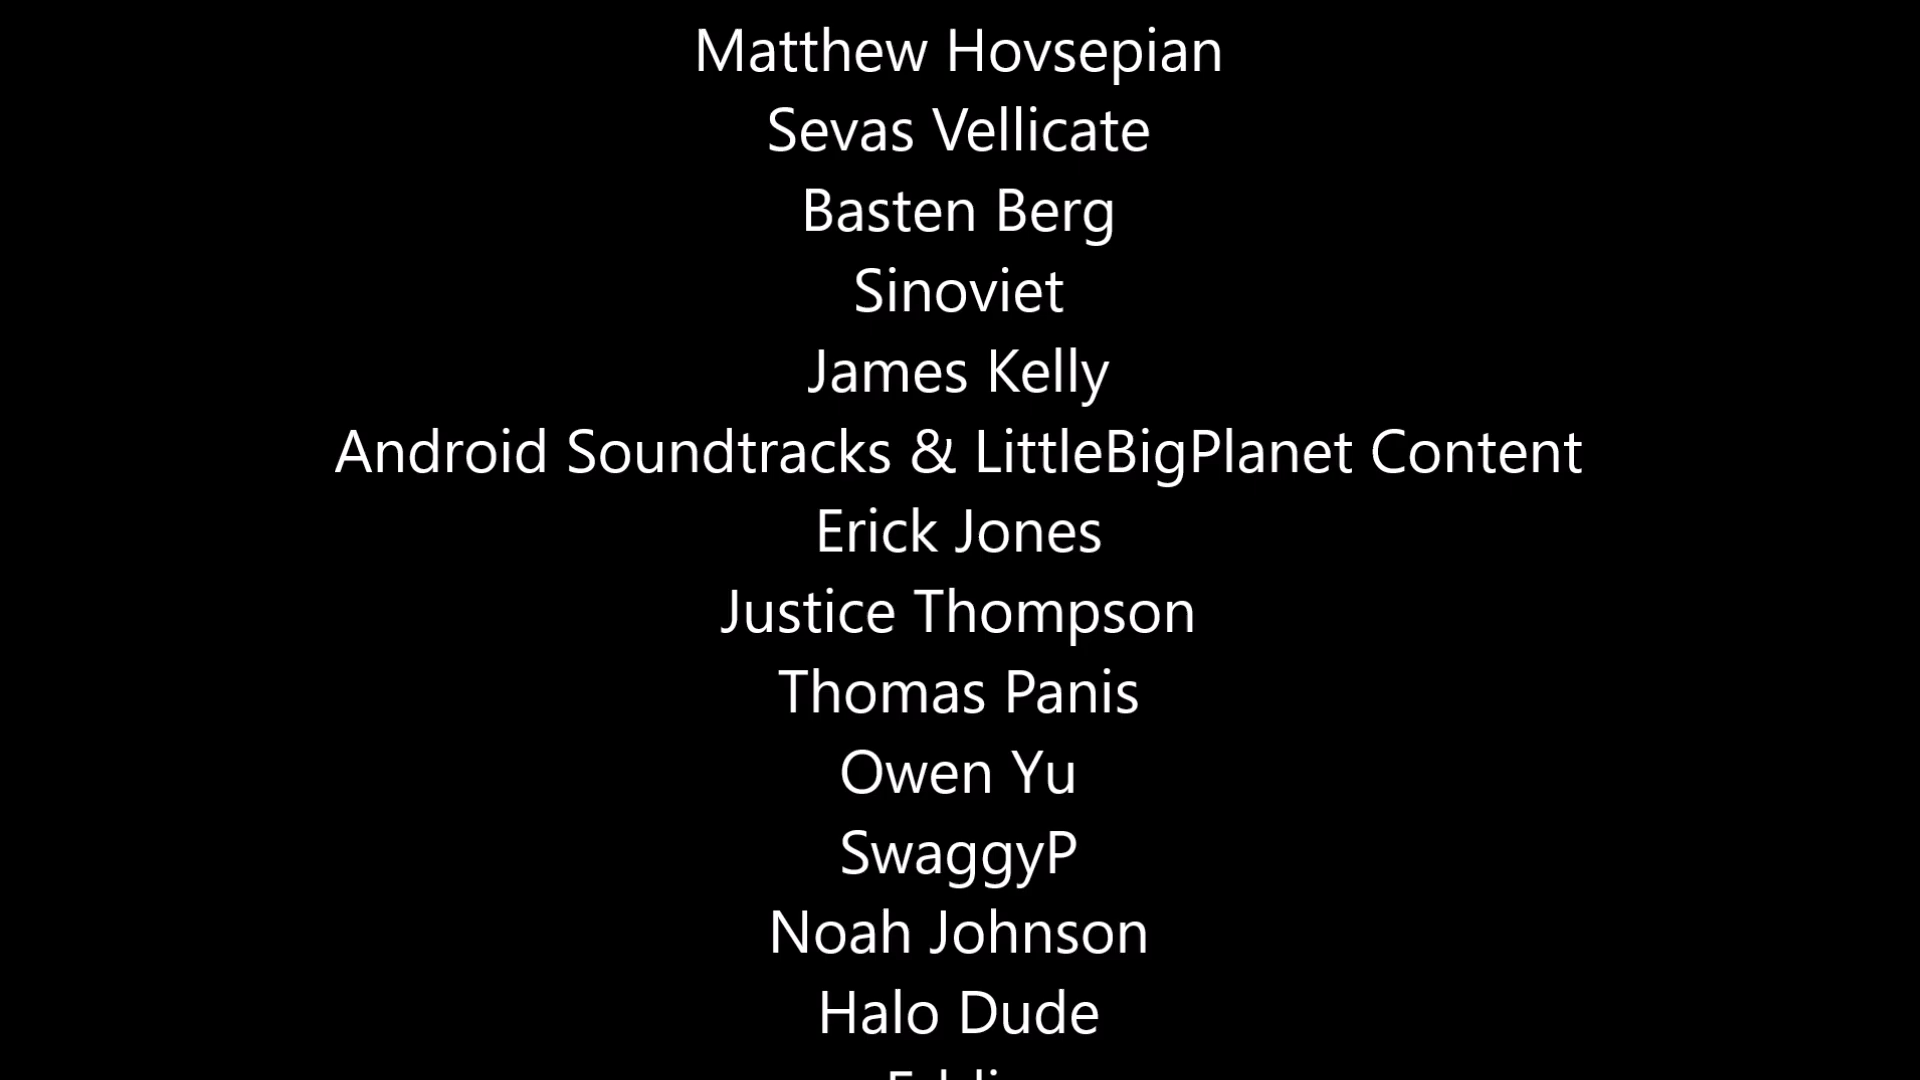 Matthew Hovsepian
Sevas Vellicate
Basten Berg
Sinoviet
James Kelly
Android Soundtracks & LittleBigPlanet Content
Erick Jones
Justice Thompson
Thomas Panis
Owen Yu
SwaggyP
Noah Johnson
Halo Dude